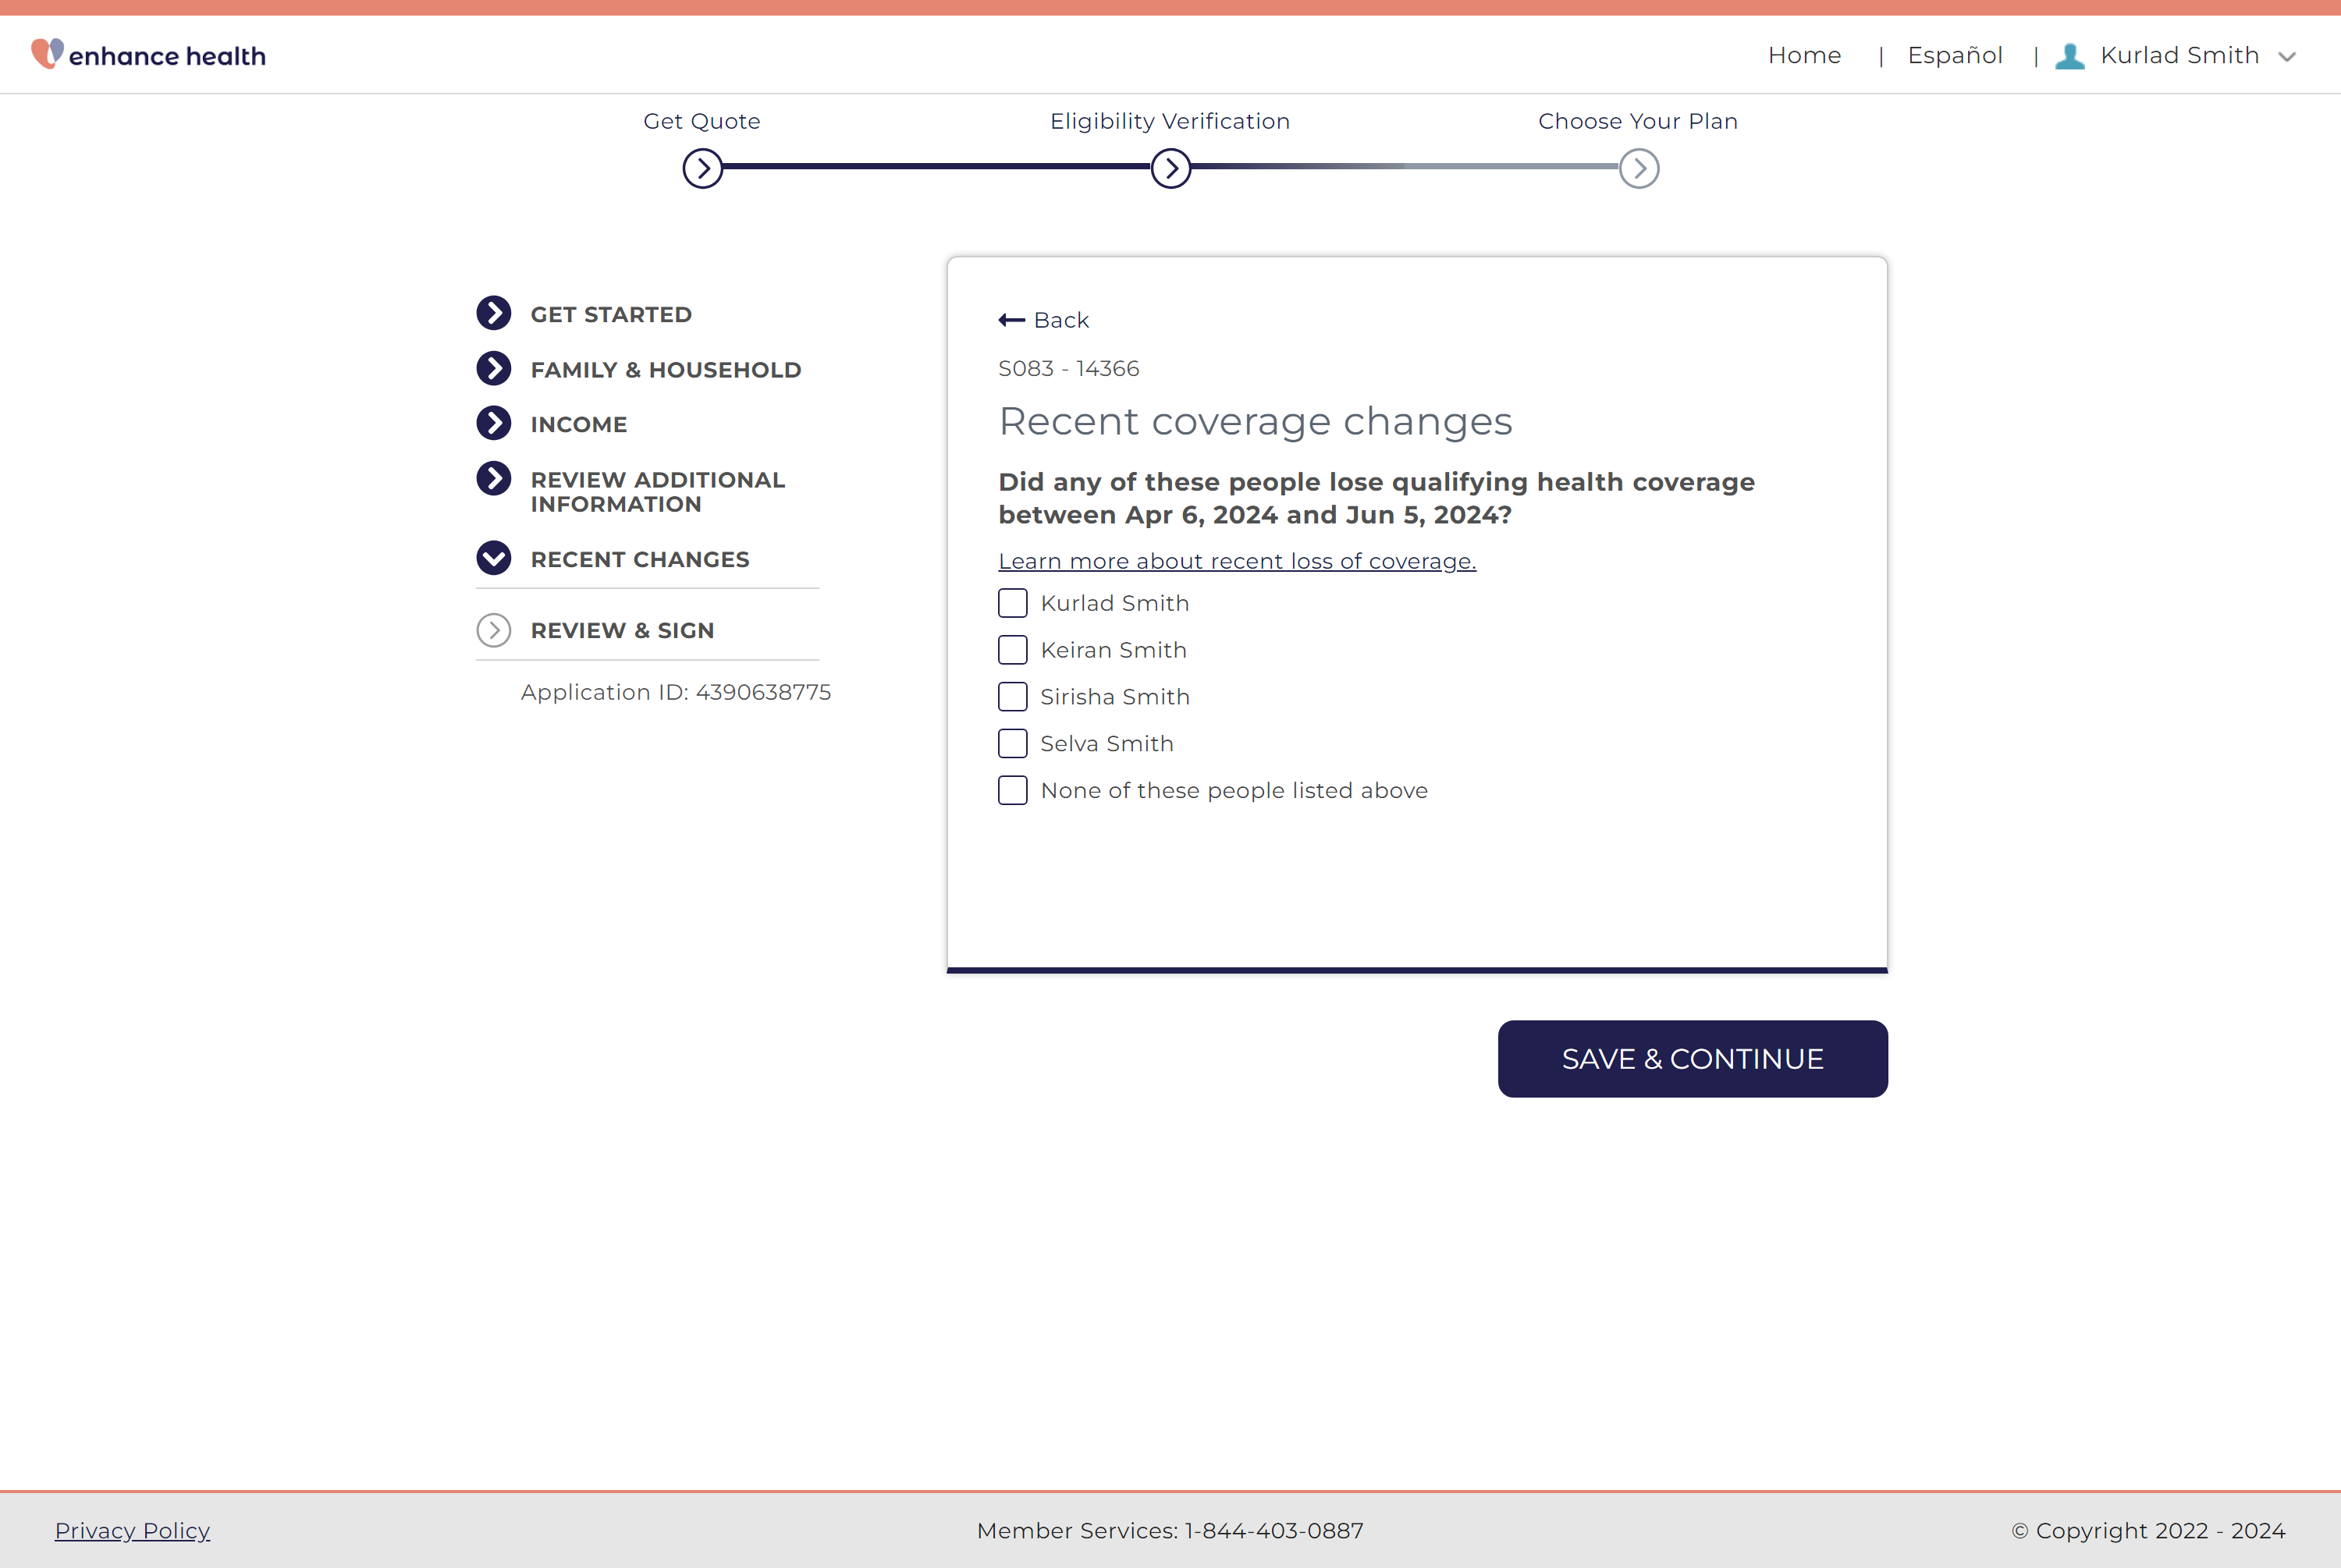 enhance health
Home | Español | Kurlad Smith
Get Quote
Eligibility Verification
Choose Your Plan
GET STARTED
FAMILY & HOUSEHOLD
INCOME
REVIEW ADDITIONAL
INFORMATION
RECENT CHANGES
REVIEW & SIGN
Application ID: 4390638775
Back
S083 - 14366
Recent coverage changes
Did any of these people lose qualifying health coverage
between Apr 6, 2024 and Jun 5, 2024?
Learn more about recent loss of coverage.
Kurlad Smith
Keiran Smith
Sirisha Smith
Selva Smith
None of these people listed above
SAVE & CONTINUE
Privacy Policy
Member Services: 1-844-403-0887
© Copyright 2022 - 2024